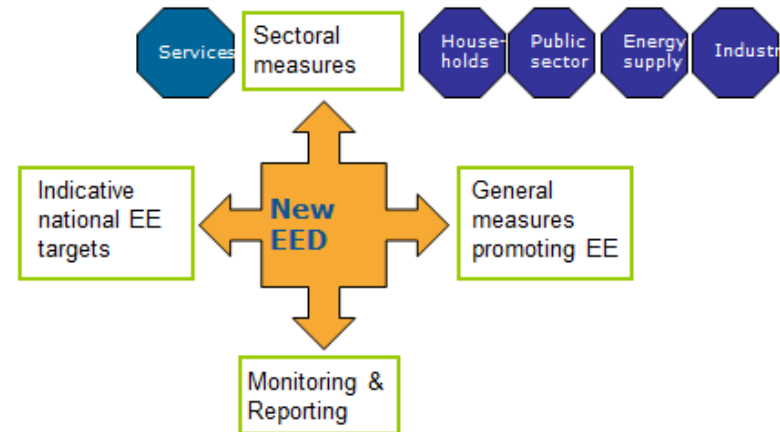 Services
Sectoral
measures
House-
holds
Public
sector
Energy
supply
Industr
Indicative
national EE
targets
New
EED
General
measures
promoting EE
Monitoring &
Reporting